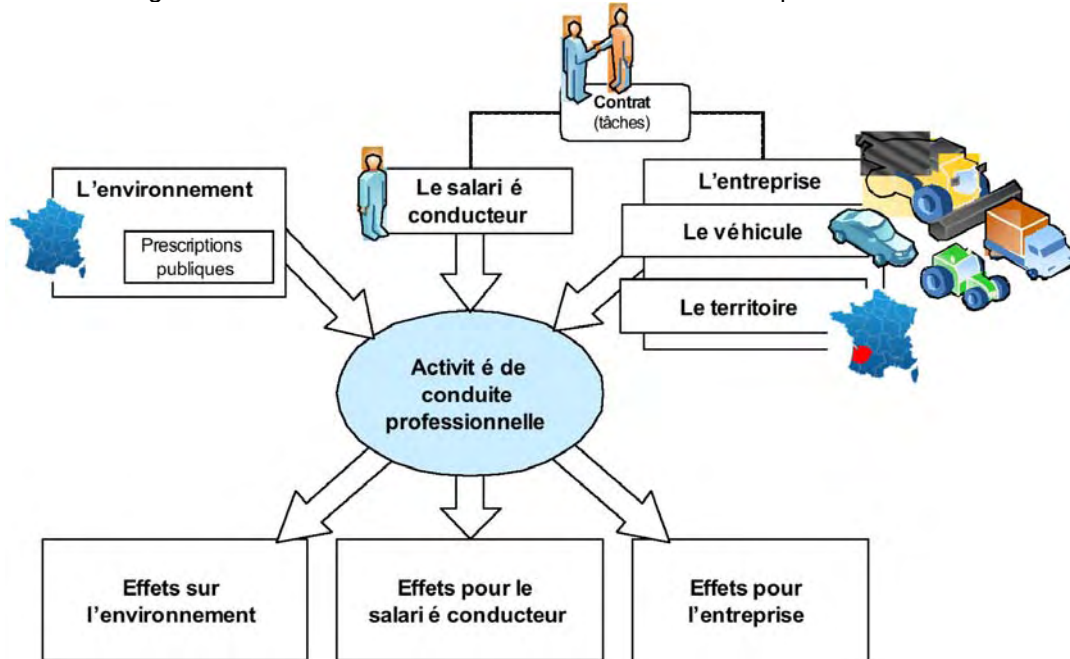 Contrat
(tâches)
L'environnement
Prescriptions
publiques
Le salari é
conducteur
L'entreprise
Le véhicule
Le territoire
Activit é de
conduite
professionnelle
Effets sur
l'environnement
Effets pour le
salari é conducteur
Effets pour
l'entreprise